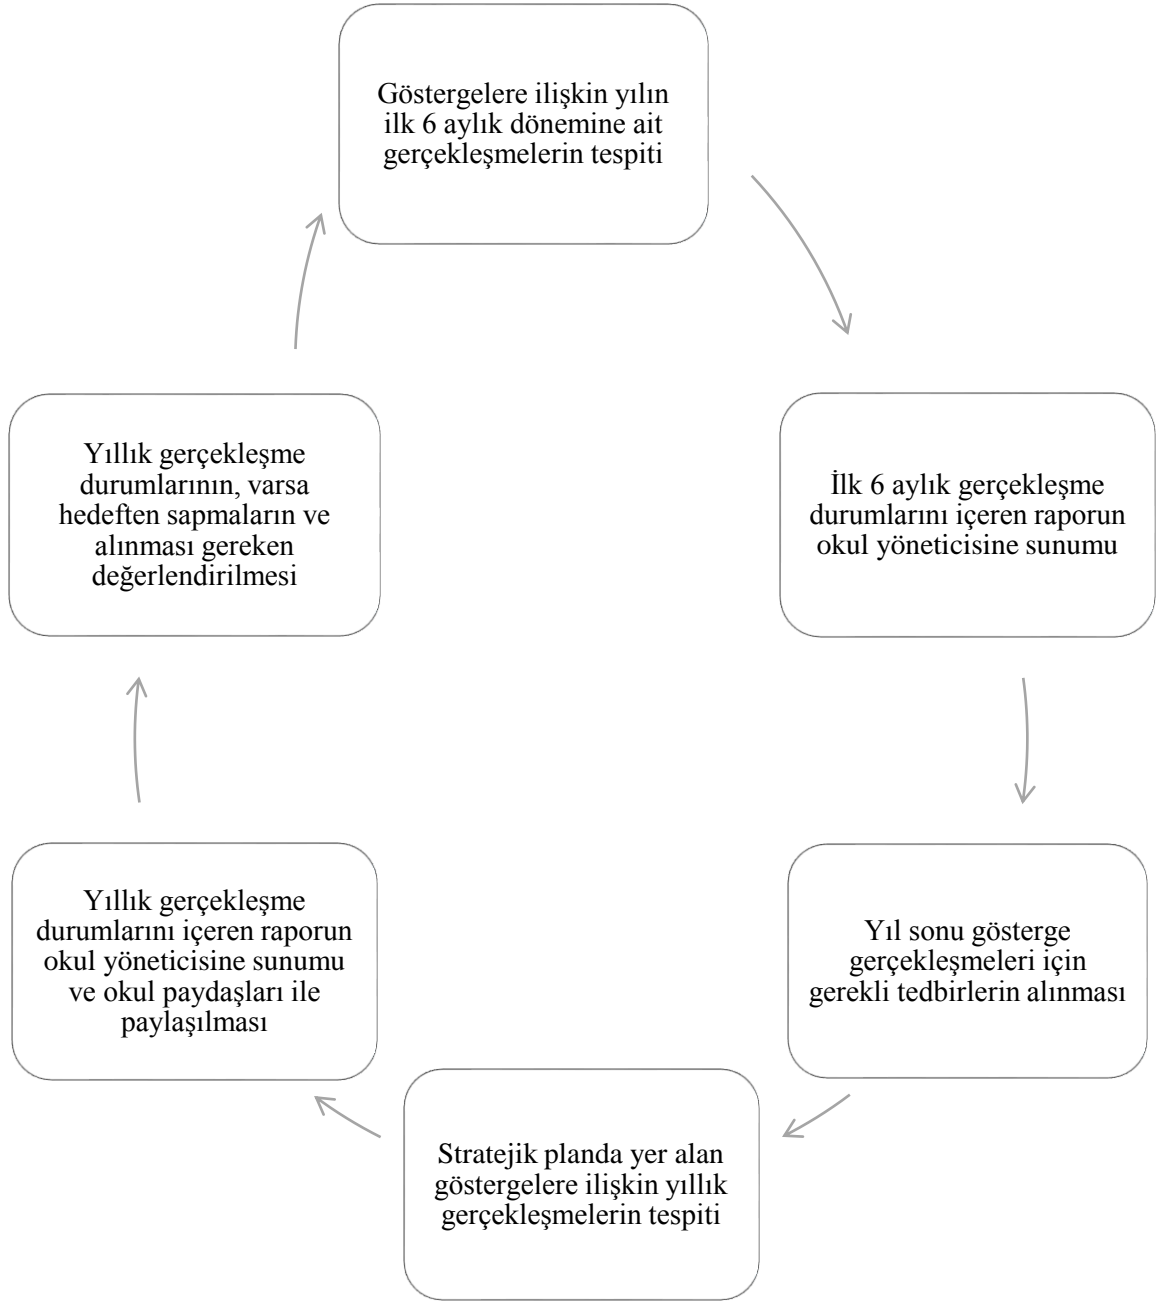 Göstergelere ilişkin yılın
ilk 6 aylık dönemine ait
gerçekleşmelerin tespiti
İlk 6 aylık gerçekleşme
durumlarını içeren raporun
okul yöneticisine sunumu
Yıl sonu gösterge
gerçekleşmeleri için
gerekli tedbirlerin alınması
Stratejik planda yer alan
göstergelere ilişkin yıllık
gerçekleşmelerin tespiti
Yıllık gerçekleşme
durumlarını içeren raporun
okul yöneticisine sunumu
ve okul paydaşları ile
paylaşılması
Yıllık gerçekleşme
durumlarının, varsa
hedeften sapmaların ve
alınması gereken
değerlendirilmesi